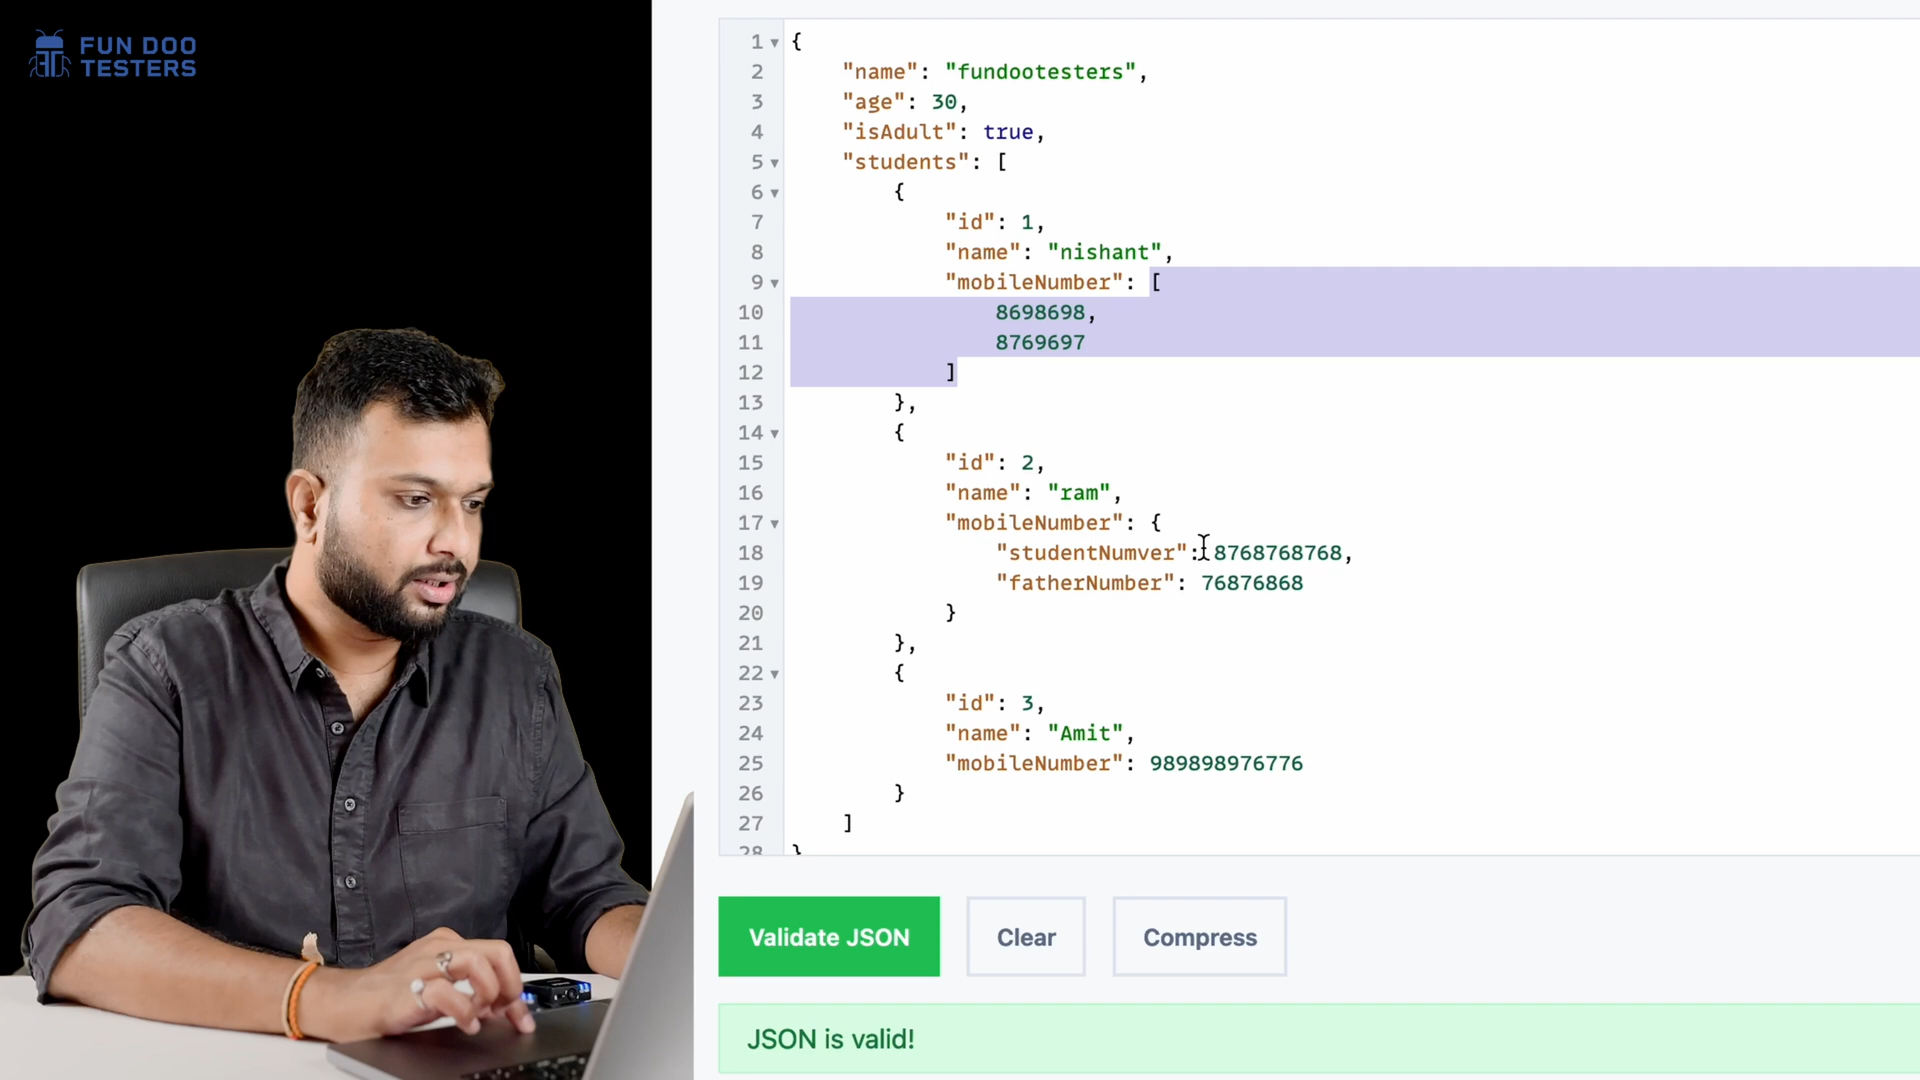 FUN DOO
TESTERS
1 {
2 "name": "fundootesters",
3 "age": 30,
4 "isAdult": true,
5 "students": [
6 {
7 "id": 1,
8 "name": "nishant",
9 "mobileNumber": [
10 8698698,
11 8769697
12 ]
13 },
14 {
15 "id": 2,
16 "name": "ram",
17 "mobileNumber": {
18 "studentNumver": 8768768768,
19 "fatherNumber": 76876868
20 }
21 },
22 {
23 "id": 3,
24 "name": "Amit",
25 "mobileNumber": 989898976776
26 }
27 ]
28 }
Validate JSON Clear Compress
JSON is valid!